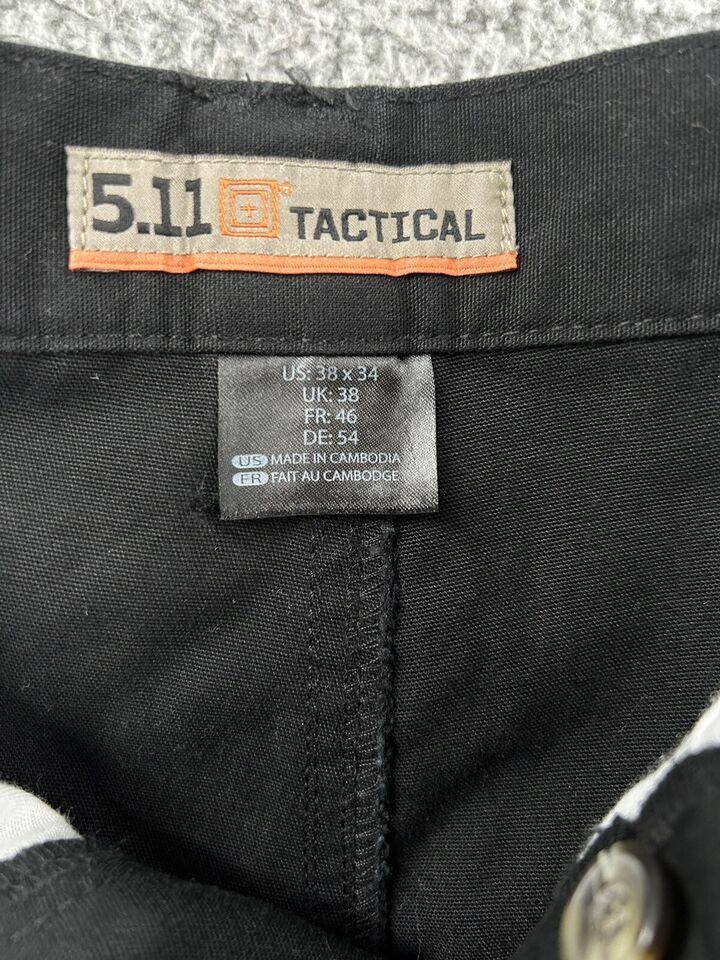 5.11 TACTICAL
US: 38 x 34
UK: 38
FR: 46
DE: 54
US MADE IN CAMBODIA
FR FAIT AU CAMBODGE